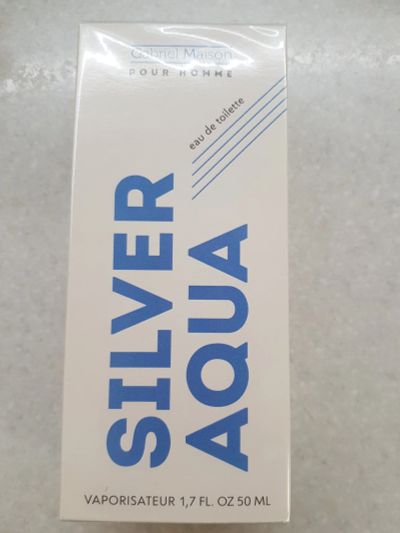 Gabriel Maison
POUR HOMME
eau de toilette
SILVER
AQUA
VAPORISATEUR 1,7 FL. OZ 50 ML